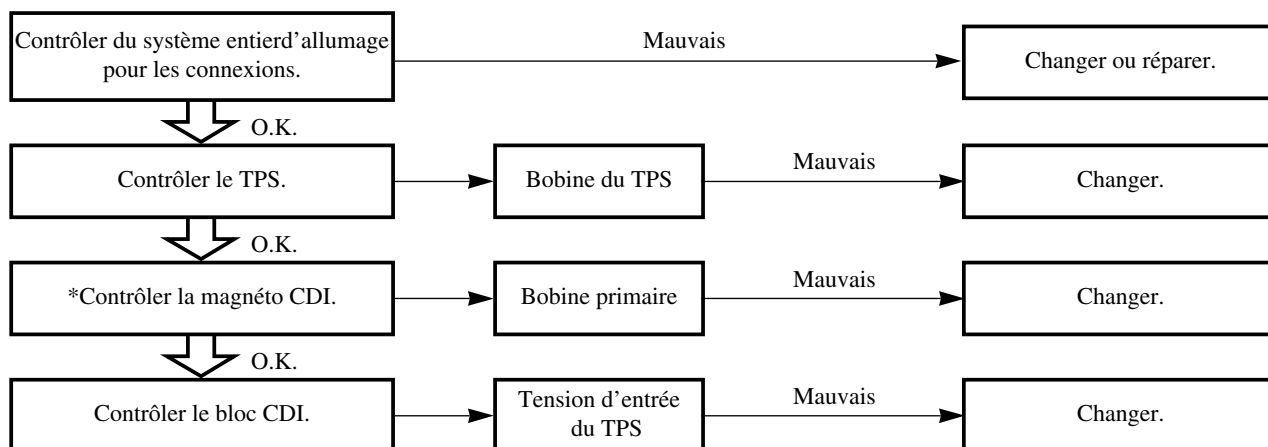 Contrôler du système entierd'allumage
pour les connexions.
Mauvais
Changer ou réparer.
O.K.
Contrôler le TPS.
Bobine du TPS
Mauvais
Changer.
O.K.
*Contrôler la magnéto CDI.
Bobine primaire
Mauvais
Changer.
O.K.
Contrôler le bloc CDI.
Tension d'entrée
du TPS
Mauvais
Changer.